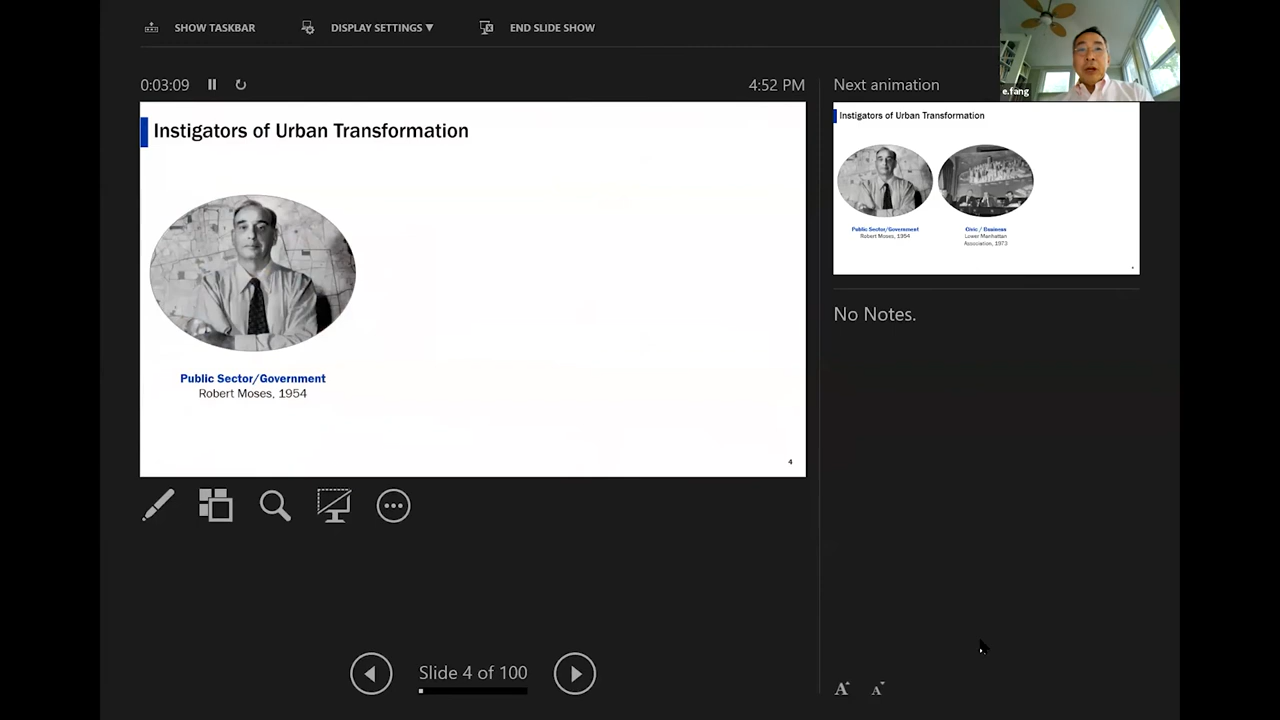 SHOW TASKBAR
DISPLAY SETTINGS ▼
END SLIDE SHOW
0:03:09
4:52 PM
Next animation
e.fang
Instigators of Urban Transformation
Public Sector/Government
Robert Moses, 1954
4
Instigators of Urban Transformation
Public Sector/Government
Robert Moses, 1954
Civic / Business
Lower Manhattan
Association, 1973
No Notes.
Slide 4 of 100
A A